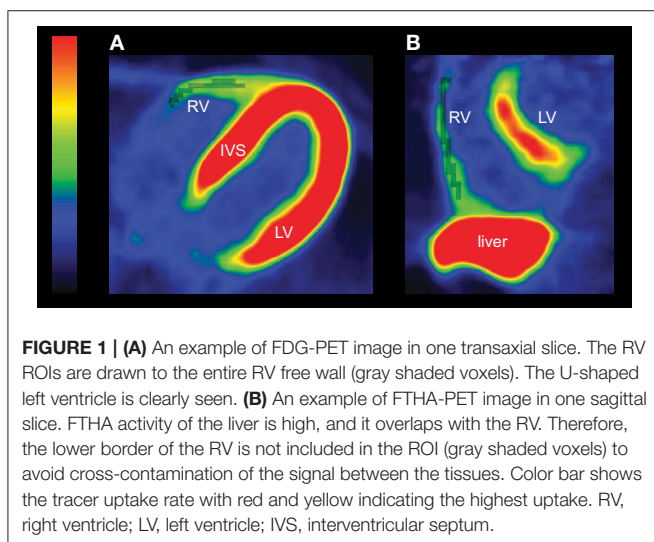 A
B
RV
RV
LV
IVS
LV
liver
FIGURE 1 | (A) An example of FDG-PET image in one transaxial slice. The RV
ROIs are drawn to the entire RV free wall (gray shaded voxels). The U-shaped
left ventricle is clearly seen. (B) An example of FTHA-PET image in one sagittal
slice. FTHA activity of the liver is high, and it overlaps with the RV. Therefore,
the lower border of the RV is not included in the ROI (gray shaded voxels) to
avoid cross-contamination of the signal between the tissues. Color bar shows
the tracer uptake rate with red and yellow indicating the highest uptake. RV,
right ventricle; LV, left ventricle; IVS, interventricular septum.